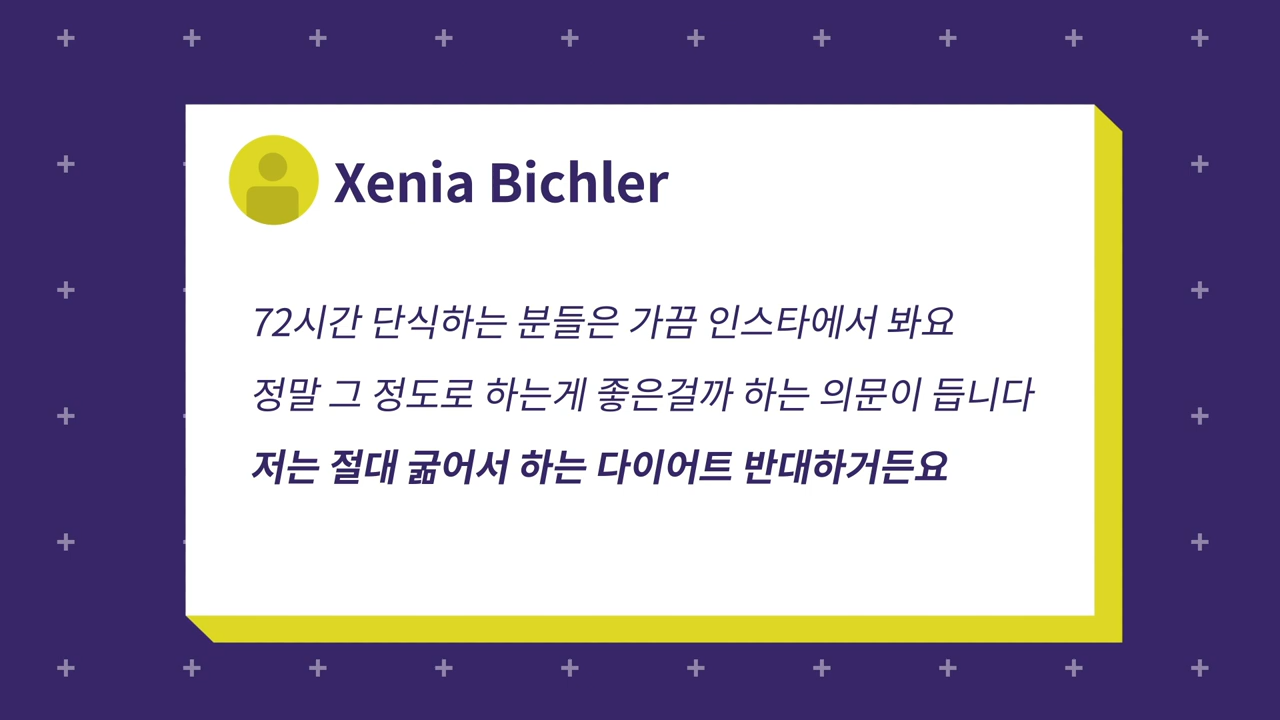 Xenia Bichler
72시간 단식하는 분들은 가끔 인스타에서 봐요
정말 그 정도로 하는게 좋은걸까 하는 의문이 듭니다
저는 절대 굶어서 하는 다이어트 반대하거든요